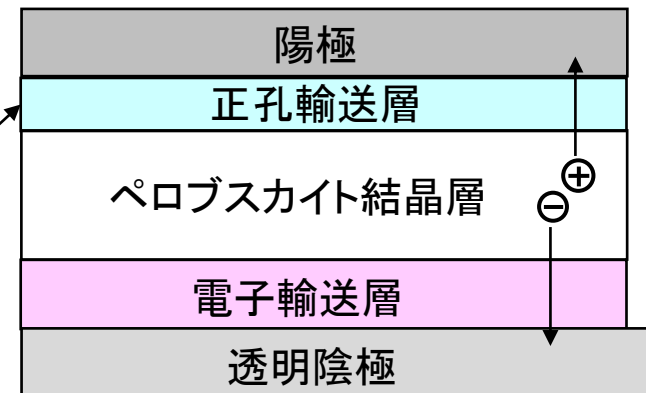 陽極
正孔輸送層
ペロブスカイト結晶層
⊕
⊖
電子輸送層
透明陰極